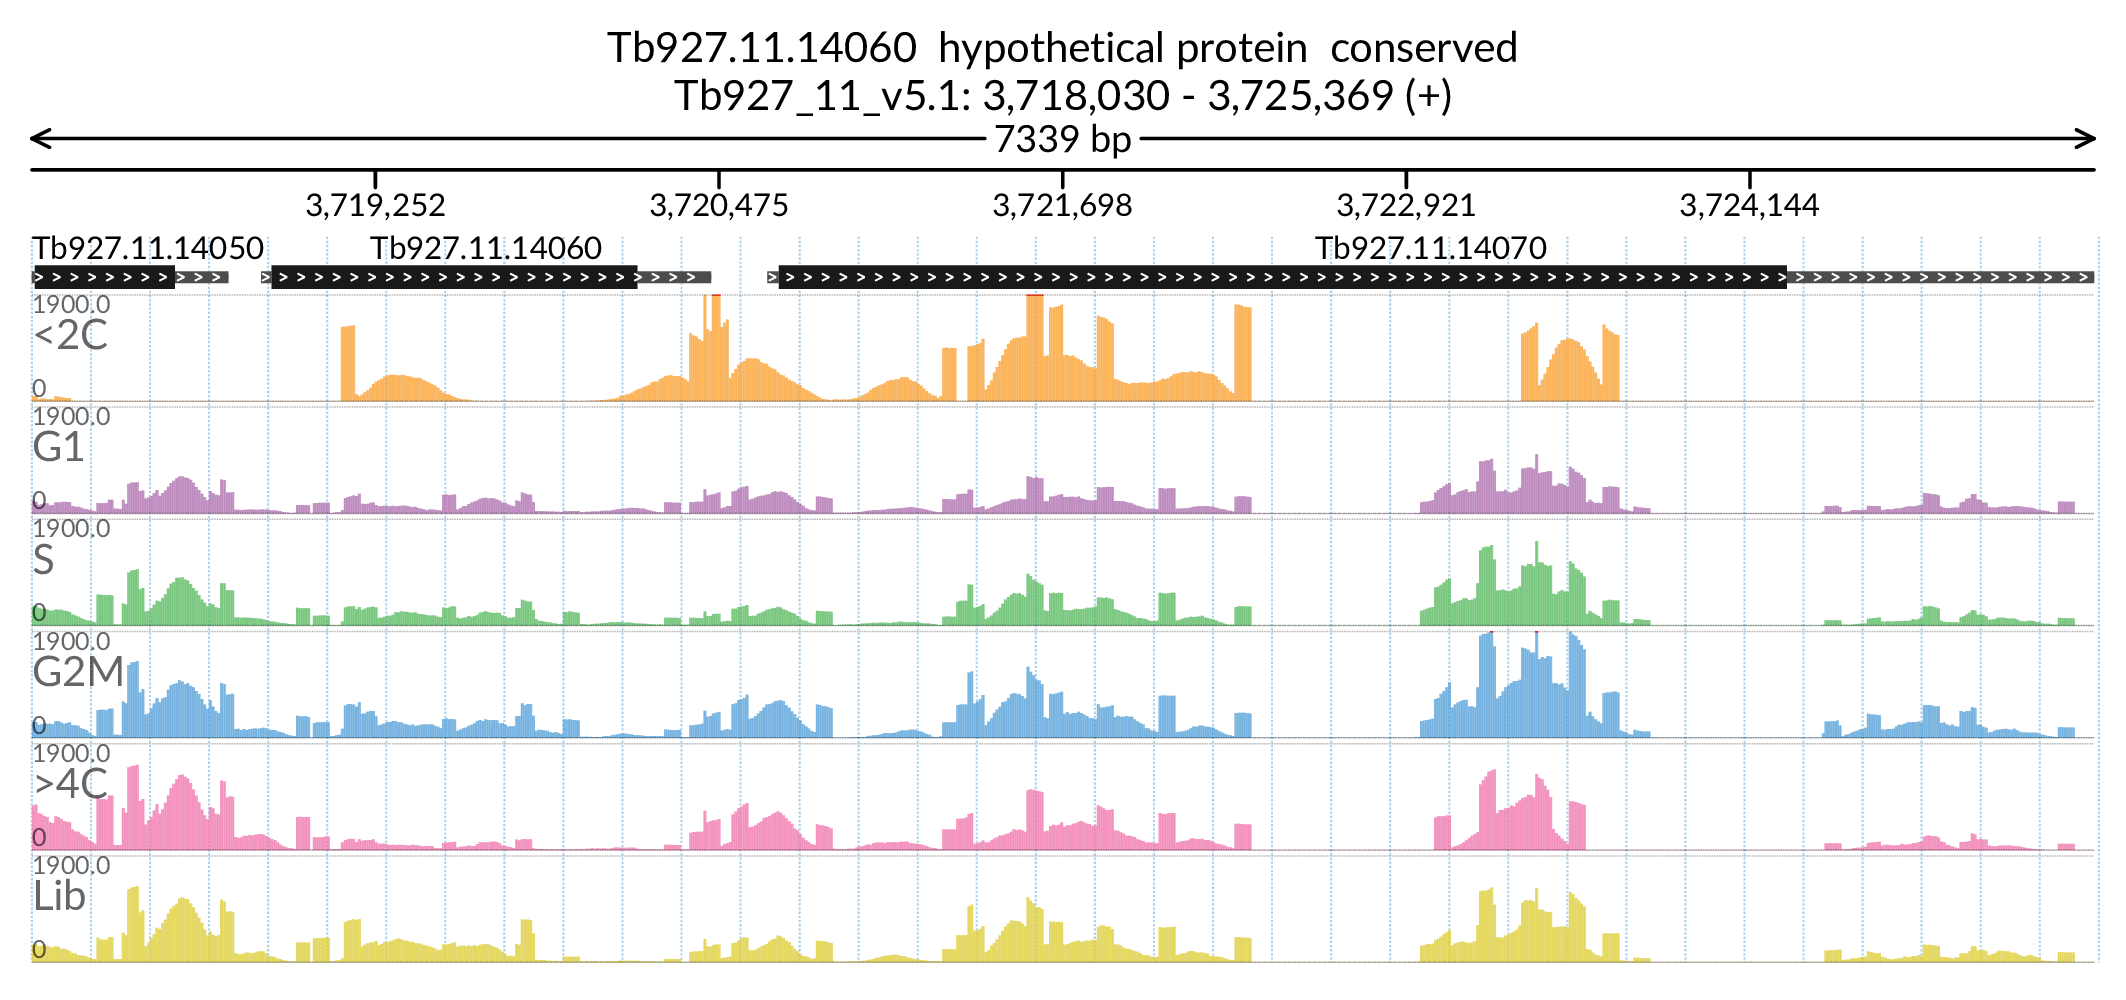 Tb927.11.14060  hypothetical protein  conserved
Tb927_11_v5.1: 3,718,030 - 3,725,369 (+)
7339 bp
3,719,252 3,720,475 3,721,698 3,722,921 3,724,144
Tb927.11.14050 Tb927.11.14060 Tb927.11.14070
1900.0
<2C
0
1900.0
G1
0
1900.0
S
0
1900.0
G2M
0
1900.0
>4C
0
1900.0
Lib
0